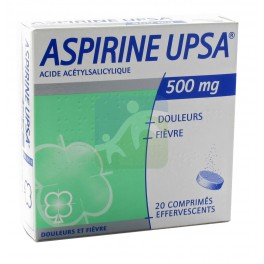 ASPIRINE UPSA®
ACIDE ACÉTYLSALICYLIQUE
500 mg
DOULEURS
FIÈVRE
20 COMPRIMÉS
EFFERVESCENTS
DOULEURS ET FIÈVRE